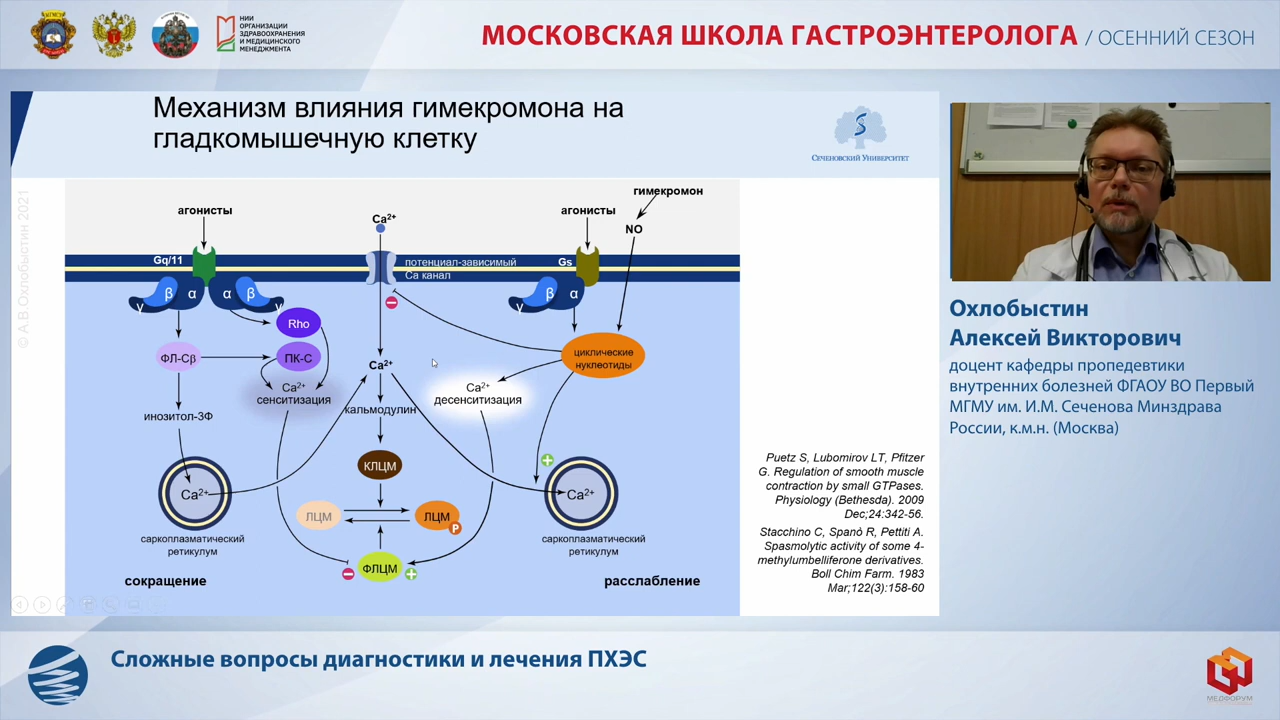 НИИ
ОРГАНИЗАЦИИ
ЗДРАВООХРАНЕНИЯ
И МЕДИЦИНСКОГО
МЕНЕДЖМЕНТА
МОСКОВСКАЯ ШКОЛА ГАСТРОЭНТЕРОЛОГА / ОСЕННИЙ СЕЗОН
Механизм влияния гимекромона на
гладкомышечную клетку
Сеченовский Университет
© А.В.Охлобыстин 2021
гимекромон
агонисты
Ca²⁺
агонисты
NO
Gq/11
потенциал-зависимый
Са канал
Gs
β
α
γ
α
β
γ
β
α
γ
Rho
ФЛ-Сβ
ПК-С
Ca²⁺
сенситизация
Ca²⁺
циклические
нуклеотиды
Ca²⁺
десенситизация
инозитол-3Ф
кальмодулин
КЛЦМ
Ca²⁺
Ca²⁺
ЛЦМ
ЛЦМ
P
саркоплазматический
ретикулум
саркоплазматический
ретикулум
ФЛЦМ
сокращение
расслабление
Puetz S, Lubomirov LT, Pfitzer
G. Regulation of smooth muscle
contraction by small GTPases.
Physiology (Bethesda). 2009
Dec;24:342-56.
Stacchino C, Spanò R, Pettiti A.
Spasmolytic activity of some 4-
methylumbelliferone derivatives.
Boll Chim Farm. 1983
Mar;122(3):158-60
Охлобыстин
Алексей Викторович
доцент кафедры пропедевтики
внутренних болезней ФГАОУ ВО Первый
МГМУ им. И.М. Сеченова Минздрава
России, к.м.н. (Москва)
Сложные вопросы диагностики и лечения ПХЭС
МЕДФОРУМ